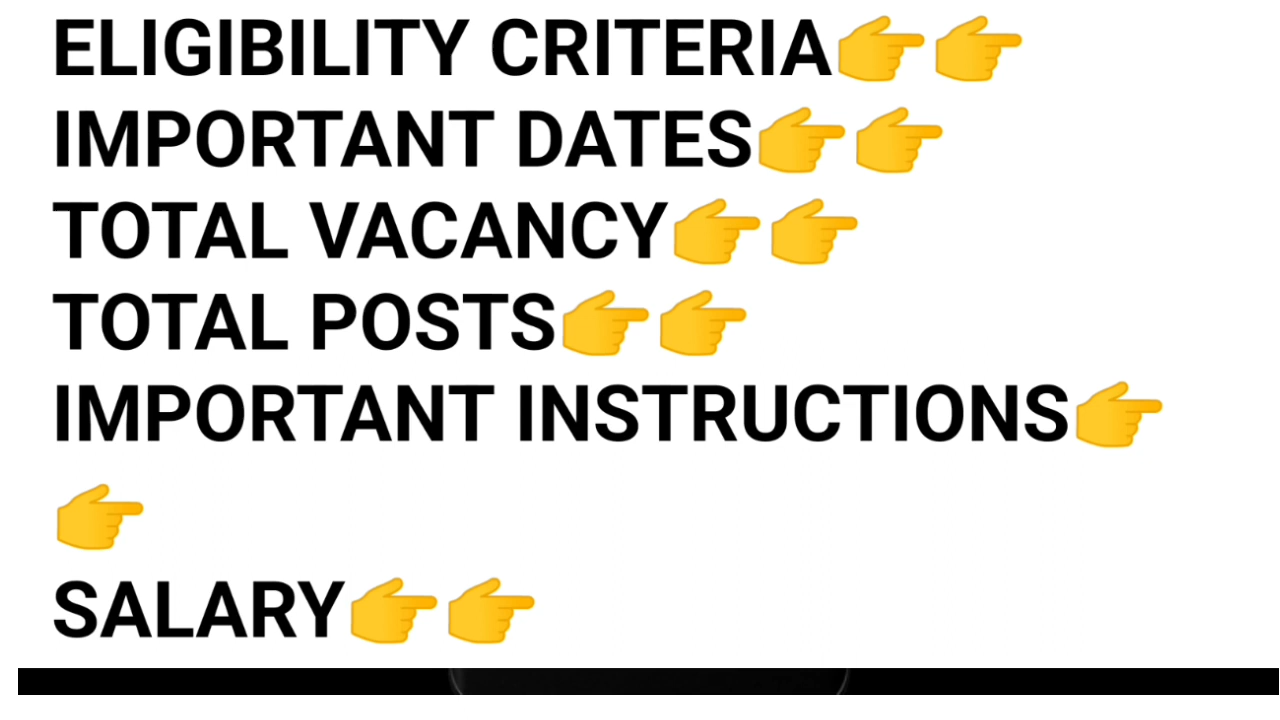 ELIGIBILITY CRITERIA👉👉
IMPORTANT DATES👉👉
TOTAL VACANCY👉👉
TOTAL POSTS👉👉
IMPORTANT INSTRUCTIONS👉
👉
SALARY👉👉